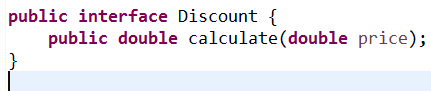 public interface Discount {
    public double calculate(double price);
}